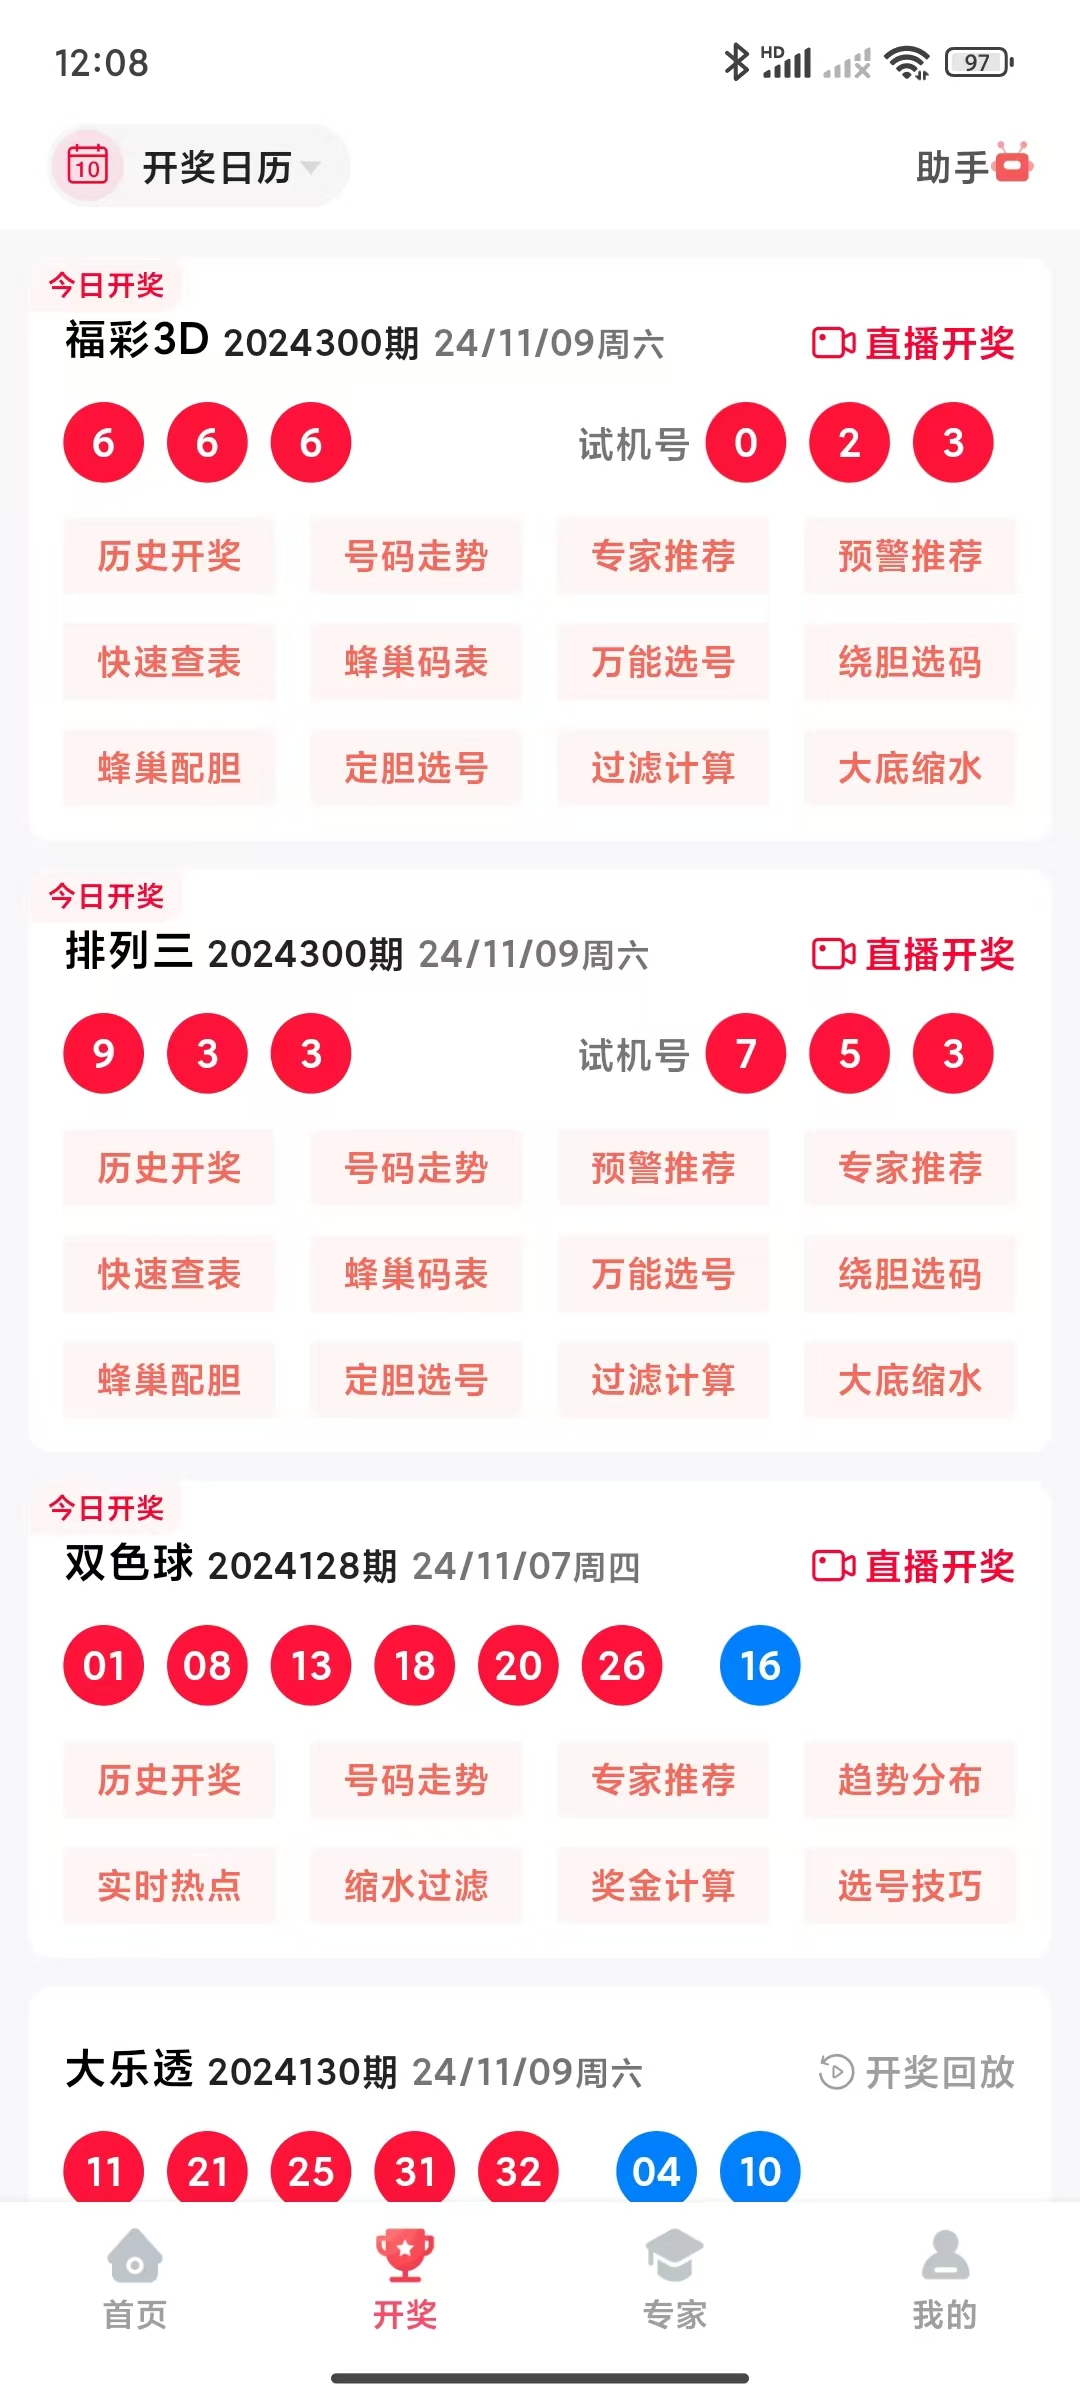 12:08 HD 97
10 开奖日历 助手
今日开奖
福彩3D 2024300期 24/11/09周六 直播开奖
6 6 6 试机号 0 2 3
历史开奖 号码走势 专家推荐 预警推荐
快速查表 蜂巢码表 万能选号 绕胆选码
蜂巢配胆 定胆选号 过滤计算 大底缩水
今日开奖
排列三 2024300期 24/11/09周六 直播开奖
9 3 3 试机号 7 5 3
历史开奖 号码走势 预警推荐 专家推荐
快速查表 蜂巢码表 万能选号 绕胆选码
蜂巢配胆 定胆选号 过滤计算 大底缩水
今日开奖
双色球 2024128期 24/11/07周四 直播开奖
01 08 13 18 20 26 16
历史开奖 号码走势 专家推荐 趋势分布
实时热点 缩水过滤 奖金计算 选号技巧
大乐透 2024130期 24/11/09周六 开奖回放
11 21 25 31 32 04 10
首页 开奖 专家 我的